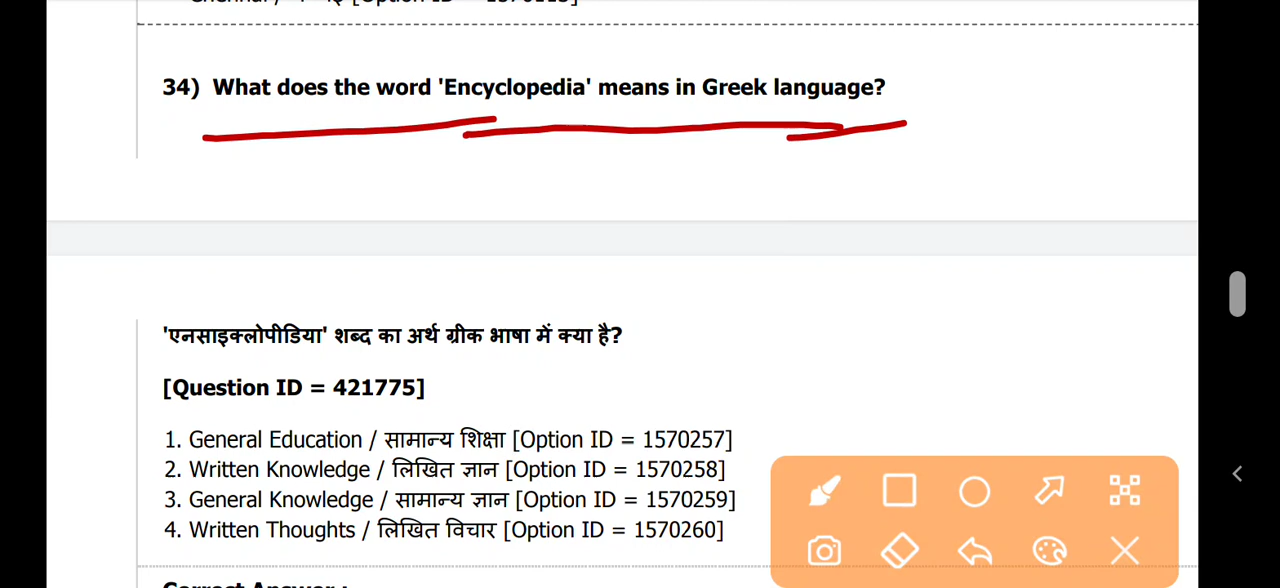 34) What does the word 'Encyclopedia' means in Greek language?
'एनसाइक्लोपीडिया' शब्द का अर्थ ग्रीक भाषा में क्या है?
[Question ID = 421775]
1. General Education / सामान्य शिक्षा [Option ID = 1570257]
2. Written Knowledge / लिखित ज्ञान [Option ID = 1570258]
3. General Knowledge / सामान्य ज्ञान [Option ID = 1570259]
4. Written Thoughts / लिखित विचार [Option ID = 1570260]